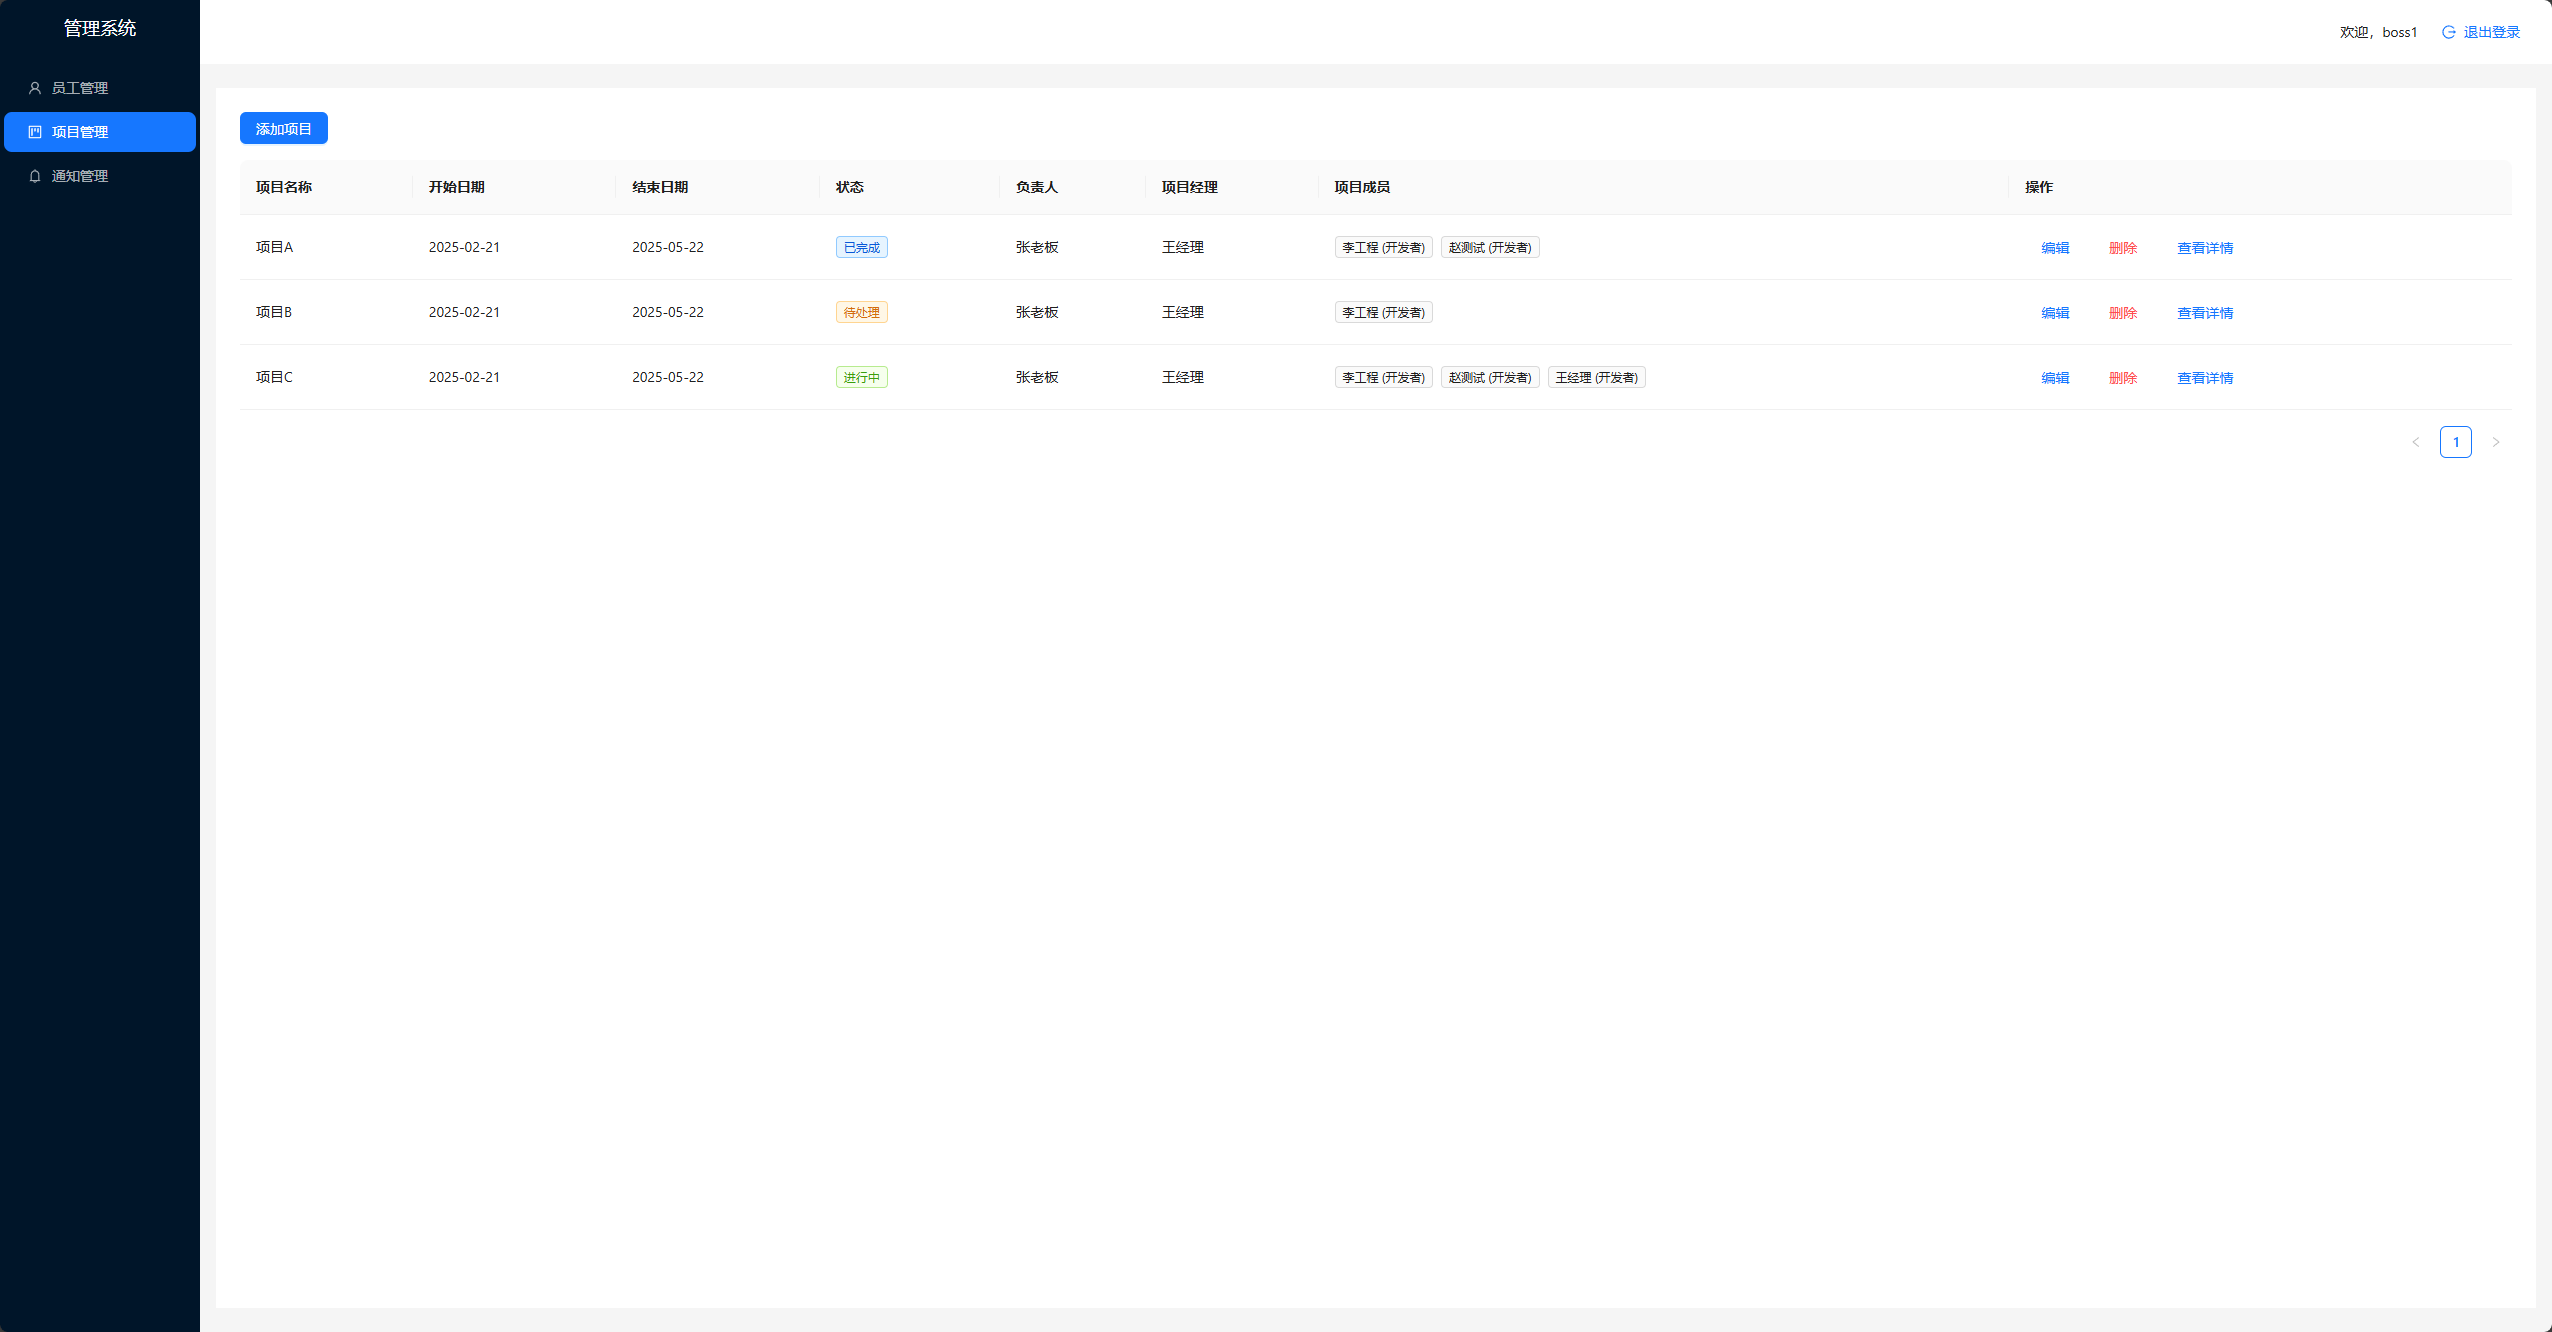 管理系统
员工管理
项目管理
通知管理
欢迎，boss1 退出登录
添加项目
项目名称 开始日期 结束日期 状态 负责人 项目经理 项目成员 操作
项目A 2025-02-21 2025-05-22 已完成 张老板 王经理 李工程 (开发者) 赵测试 (开发者) 编辑 删除 查看详情
项目B 2025-02-21 2025-05-22 待处理 张老板 王经理 李工程 (开发者) 编辑 删除 查看详情
项目C 2025-02-21 2025-05-22 进行中 张老板 王经理 李工程 (开发者) 赵测试 (开发者) 王经理 (开发者) 编辑 删除 查看详情
1